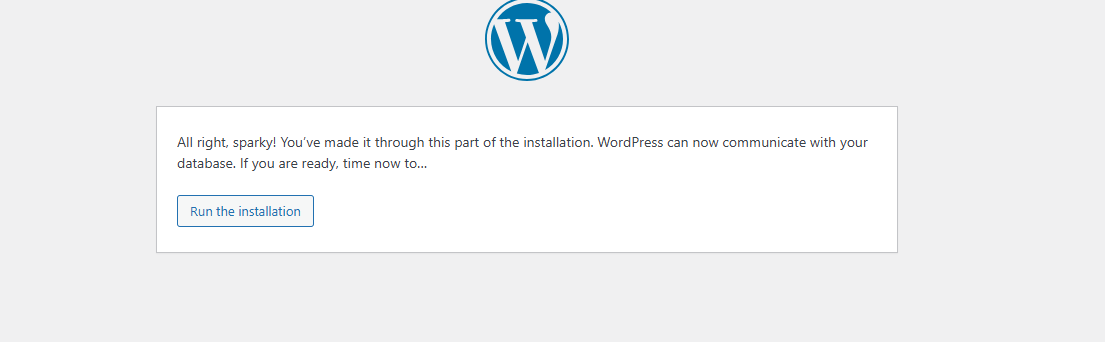 All right, sparky! You’ve made it through this part of the installation. WordPress can now communicate with your
database. If you are ready, time now to…
Run the installation